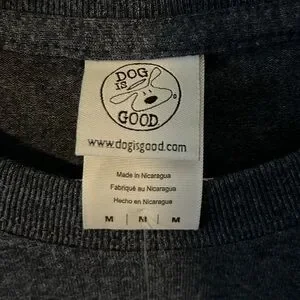 DOG
IS
GOOD
www.dogisgood.com
Made in Nicaragua
Fabriqué au Nicaragua
Hecho en Nicaragua
M | M | M